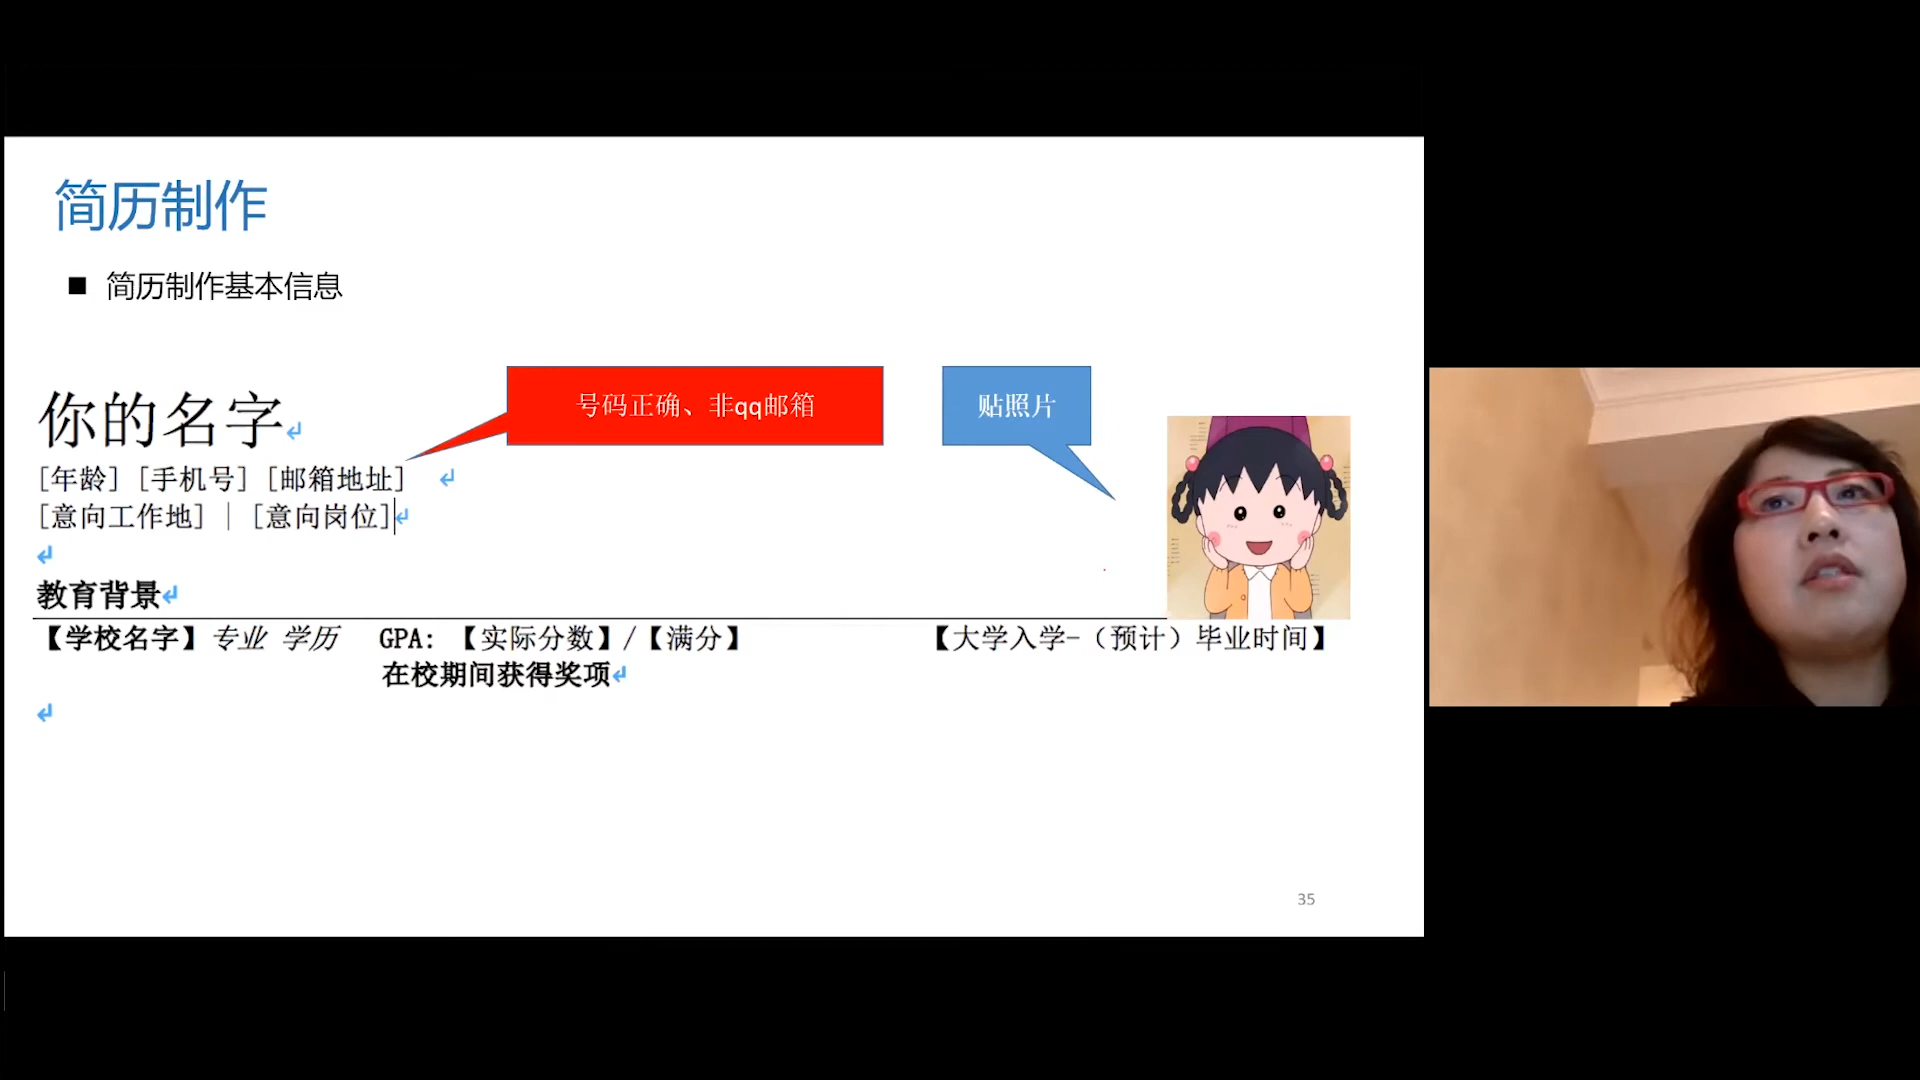 简历制作
■ 简历制作基本信息
号码正确、非qq邮箱
贴照片
你的名字
[年龄] [手机号] [邮箱地址]
[意向工作地] | [意向岗位]
教育背景
【学校名字】专业 学历 GPA: 【实际分数】/【满分】 【大学入学-（预计）毕业时间】
在校期间获得奖项
35